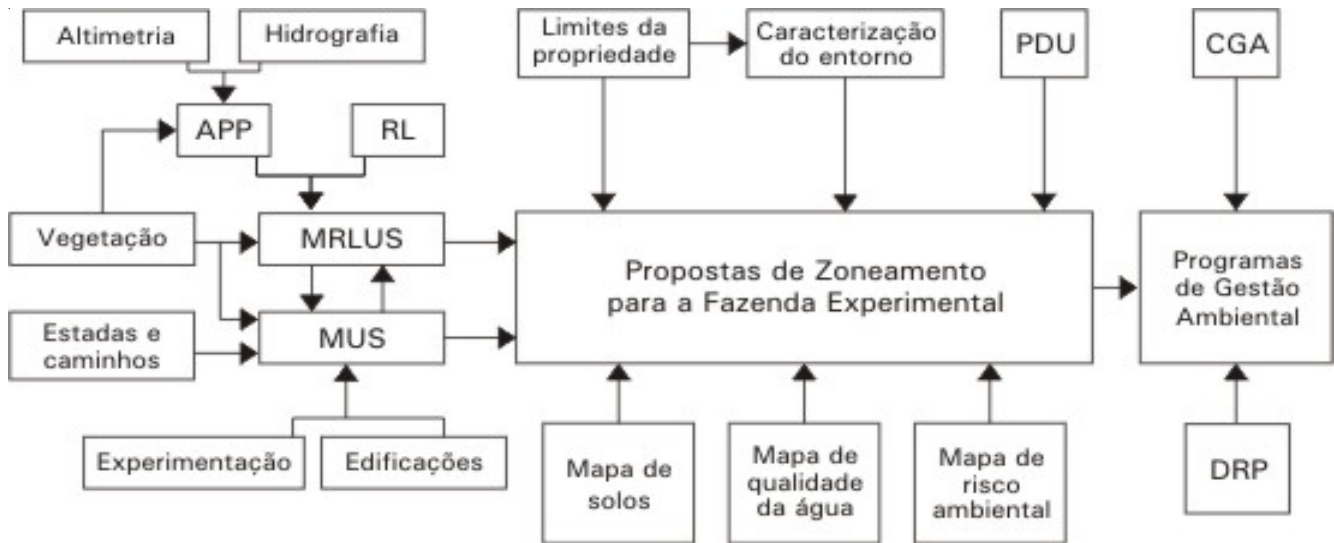 Altimetria
Hidrografia
Limites da
propriedade
Caracterização
do entorno
PDU
CGA
APP
RL
Vegetação
MRLUS
Propostas de Zoneamento
para a Fazenda Experimental
Programas
de Gestão
Ambiental
Estadas e
caminhos
MUS
Experimentação
Edificações
Mapa de
solos
Mapa de
qualidade
da água
Mapa de
risco
ambiental
DRP